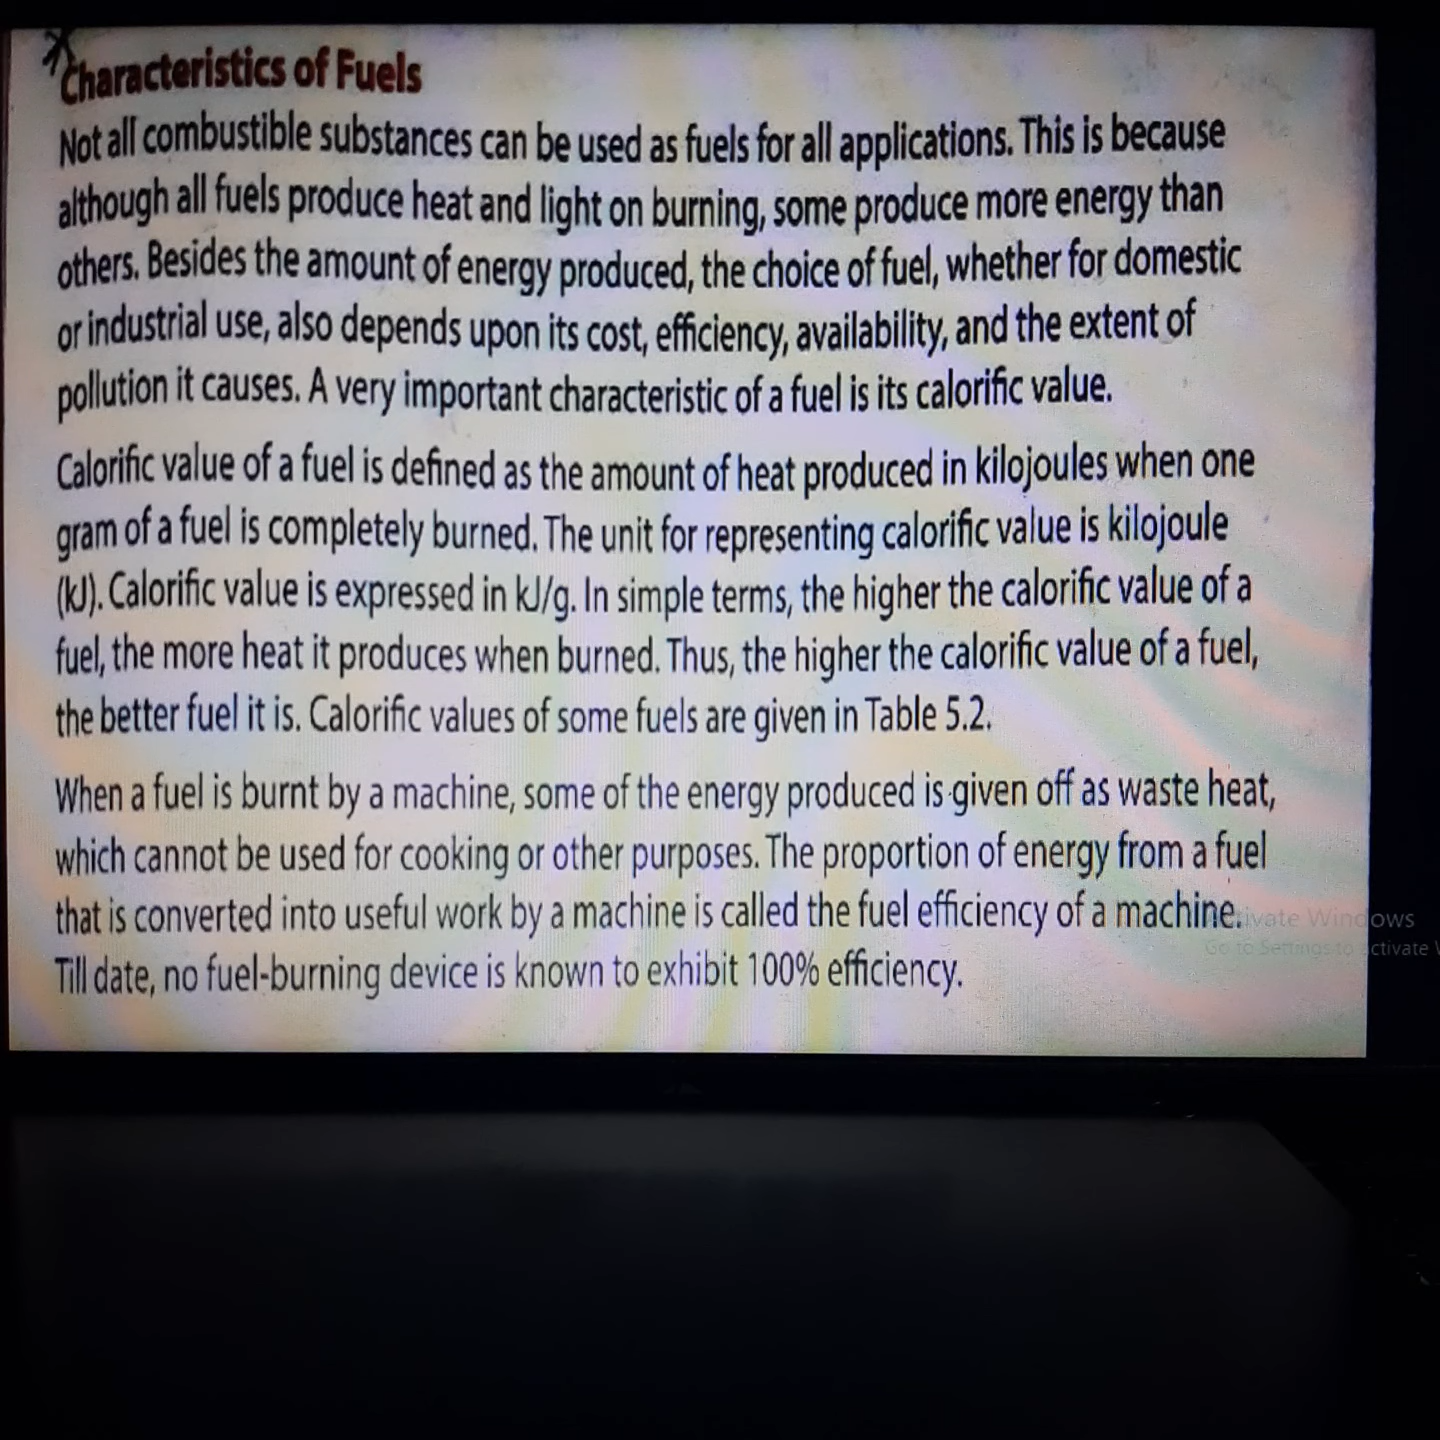 Characteristics of Fuels
Not all combustible substances can be used as fuels for all applications. This is because
although all fuels produce heat and light on burning, some produce more energy than
others. Besides the amount of energy produced, the choice of fuel, whether for domestic
or industrial use, also depends upon its cost, efficiency, availability, and the extent of
pollution it causes. A very important characteristic of a fuel is its calorific value.
Calorific value of a fuel is defined as the amount of heat produced in kilojoules when one
gram of a fuel is completely burned. The unit for representing calorific value is kilojoule
(kJ). Calorific value is expressed in kJ/g. In simple terms, the higher the calorific value of a
fuel, the more heat it produces when burned. Thus, the higher the calorific value of a fuel,
the better fuel it is. Calorific values of some fuels are given in Table 5.2.
When a fuel is burnt by a machine, some of the energy produced is given off as waste heat,
which cannot be used for cooking or other purposes. The proportion of energy from a fuel
that is converted into useful work by a machine is called the fuel efficiency of a machine.
Till date, no fuel-burning device is known to exhibit 100% efficiency.
Activate Windows
Go to Settings to activate